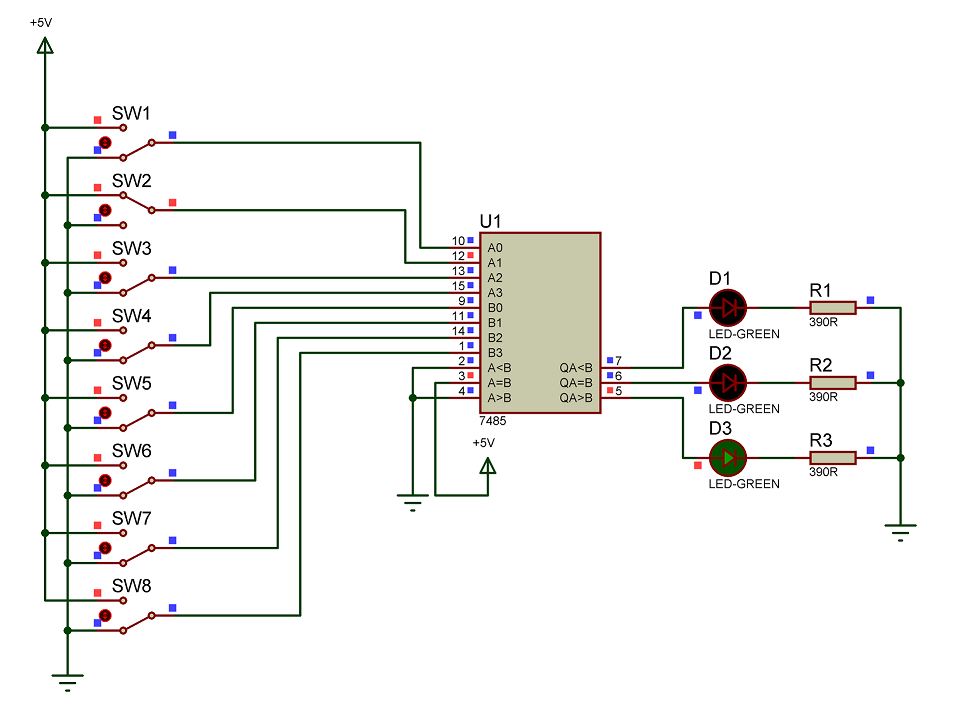 +5V
SW1
SW2
SW3
SW4
SW5
SW6
SW7
SW8
U1
10 A0
12 A1
13 A2
15 A3
9 B0
11 B1
14 B2
1 B3
2 A<B QA<B 7
3 A=B QA=B 6
4 A>B QA>B 5
7485
+5V
D1
LED-GREEN
R1
390R
D2
LED-GREEN
R2
390R
D3
LED-GREEN
R3
390R